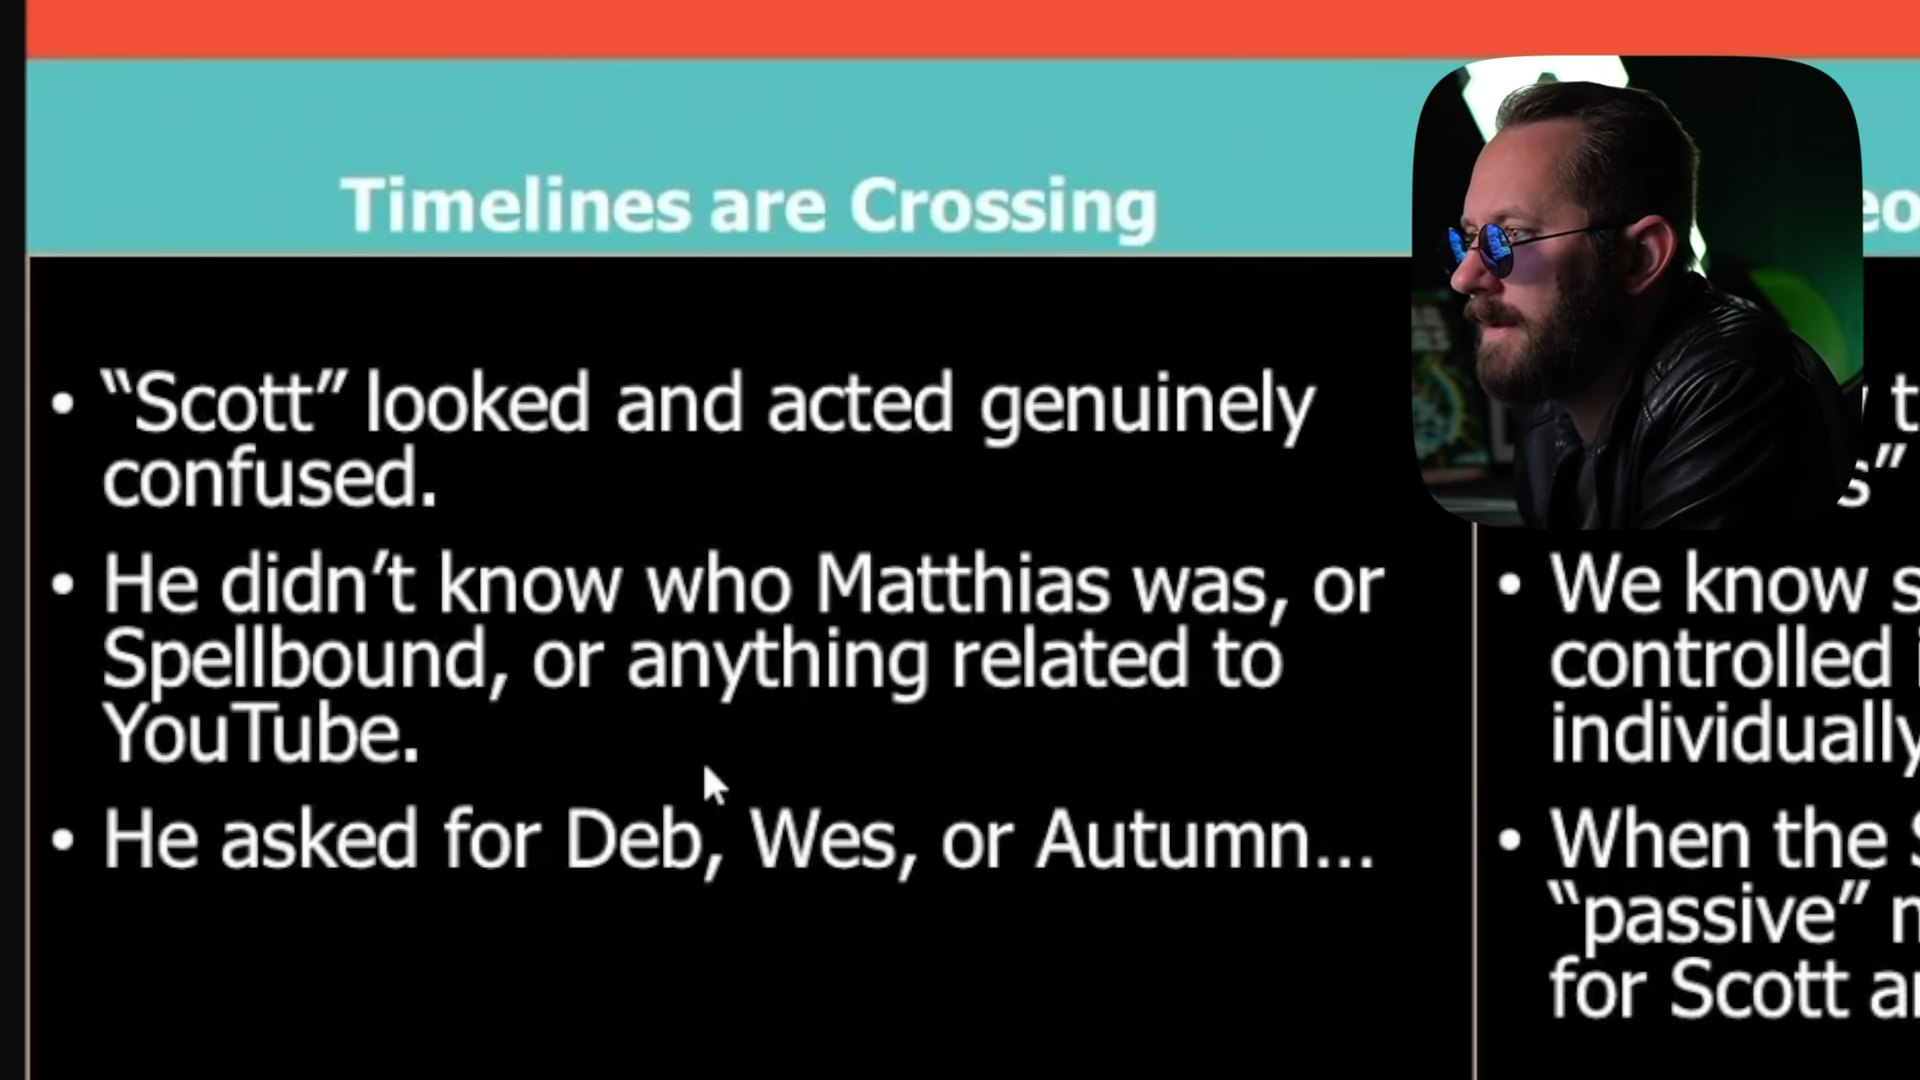 Timelines are Crossing
• “Scott” looked and acted genuinely
confused.
• He didn’t know who Matthias was, or
Spellbound, or anything related to
YouTube.
• He asked for Deb, Wes, or Autumn...
• We know
controlled
individually
• When the
“passive”
for Scott